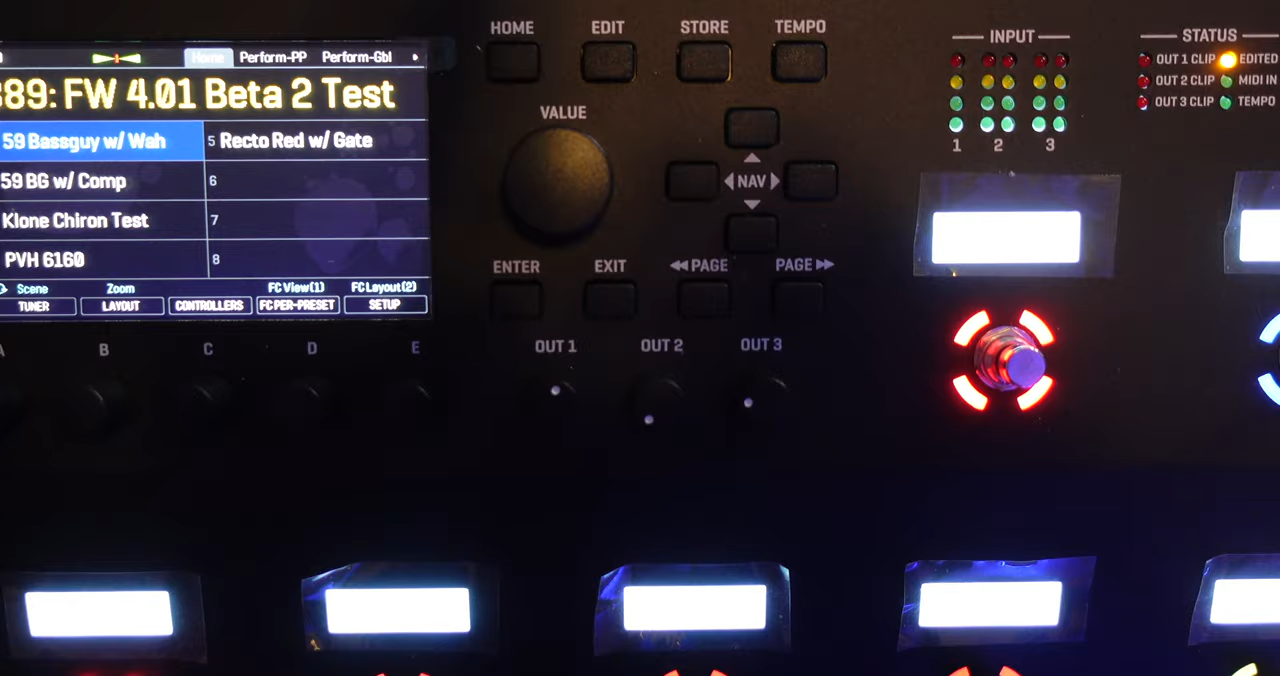 HOME EDIT STORE TEMPO
Home Perform-PP Perform-Gbl
INPUT STATUS
OUT 1 CLIP EDITED
OUT 2 CLIP MIDI IN
OUT 3 CLIP TEMPO
89: FW 4.01 Beta 2 Test
VALUE
59 Bassguy w/ Wah 5 Recto Red w/ Gate
1 2 3
59 BG w/ Comp 6
NAV
Klone Chiron Test 7
PVH 6160 8
ENTER EXIT PAGE PAGE
Scene Zoom FC View(1) FC Layout(2)
TUNER LAYOUT CONTROLLERS FC PER-PRESET SETUP
A B C D E
OUT 1 OUT 2 OUT 3